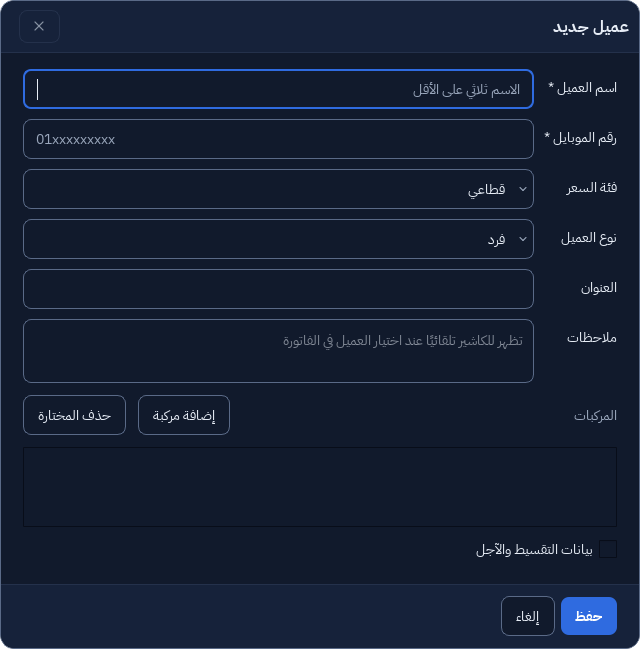 عميل جديد
×
اسم العميل *
الاسم ثلاثي على الأقل
رقم الموبايل *
01xxxxxxxxx
فئة السعر
قطاعي
نوع العميل
فرد
العنوان
ملاحظات
تظهر للكاشير تلقائيًا عند اختيار العميل في الفاتورة
المركبات
إضافة مركبة
حذف المختارة
بيانات التقسيط والآجل
حفظ
إلغاء